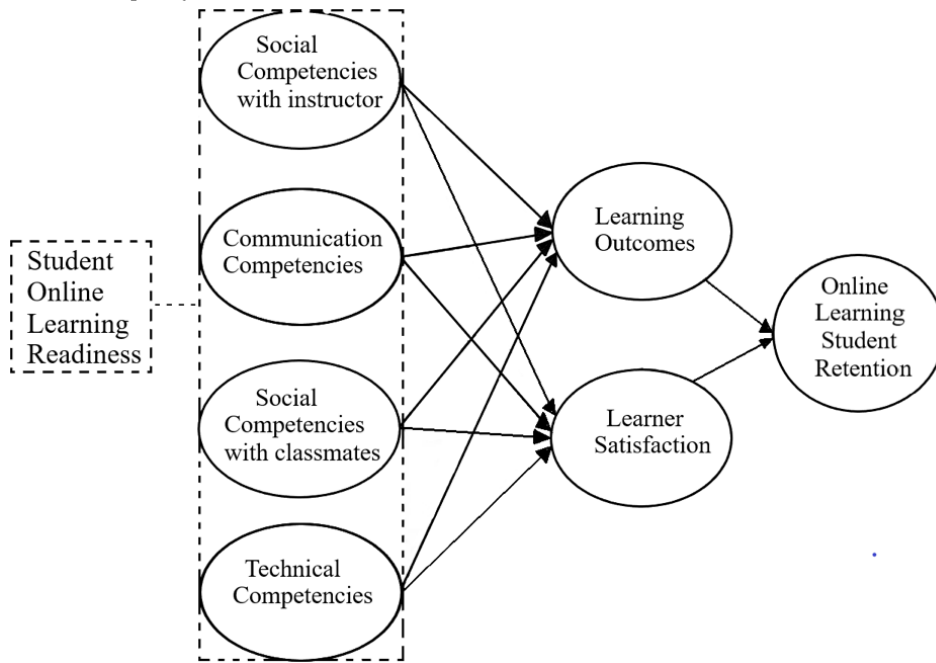 Social
Competencies
with instructor
Communication
Competencies
Social
Competencies
with classmates
Technical
Competencies
Student
Online
Learning
Readiness
Learning
Outcomes
Learner
Satisfaction
Online
Learning
Student
Retention